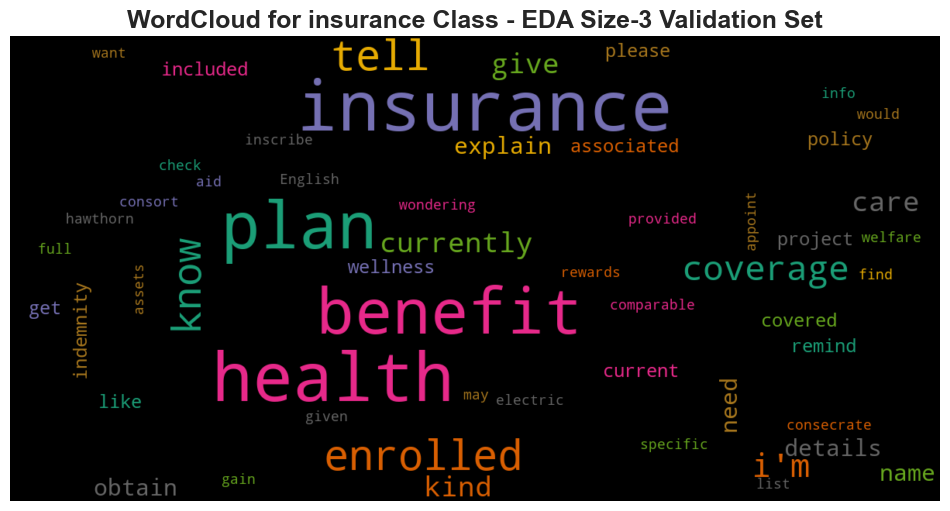 WordCloud for insurance Class - EDA Size-3 Validation Set
want
included
tell
give
please
insurance
info
would
inscribe
explain
associated
policy
check
aid
English
consort
wondering
care
hawthorn
plan
provided
appoint
full
know
currently
project
welfare
wellness
rewards
coverage
find
assets
get
indemnity
benefit
comparable
covered
remind
health
current
like
may
electric
need
given
consecrate
enrolled
specific
details
i'm
name
obtain
gain
kind
list